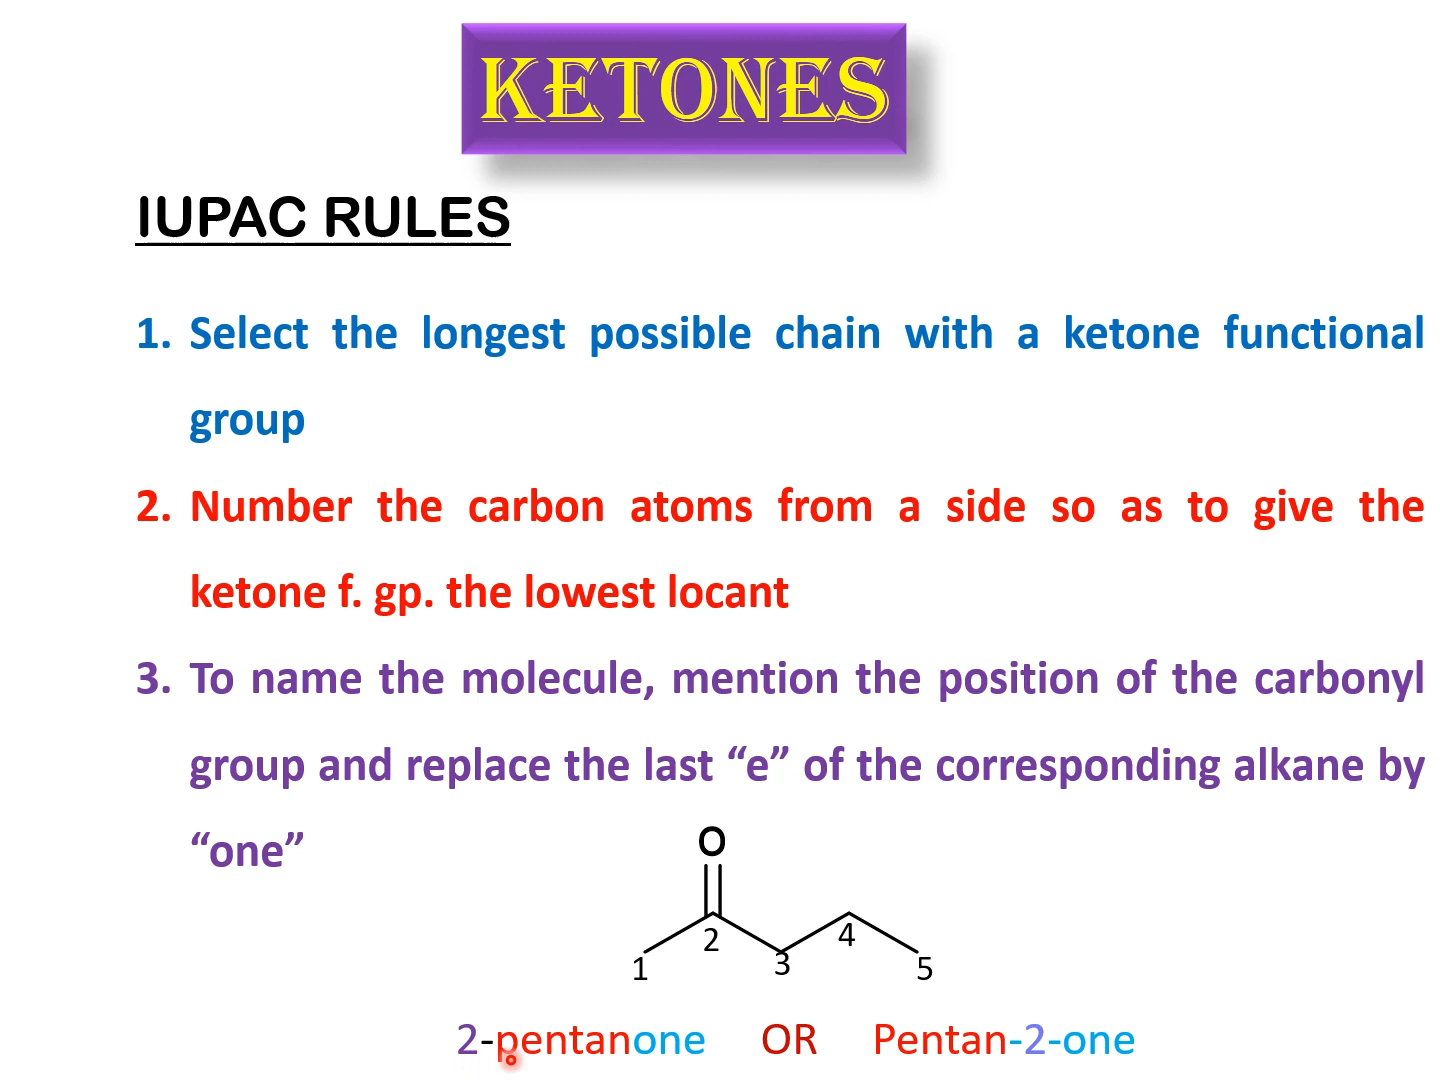 KETONES
IUPAC RULES
1. Select the longest possible chain with a ketone functional
group
2. Number the carbon atoms from a side so as to give the
ketone f. gp. the lowest locant
3. To name the molecule, mention the position of the carbonyl
group and replace the last “e” of the corresponding alkane by
“one”
O
1 2 3 4 5
2-pentanone OR Pentan-2-one